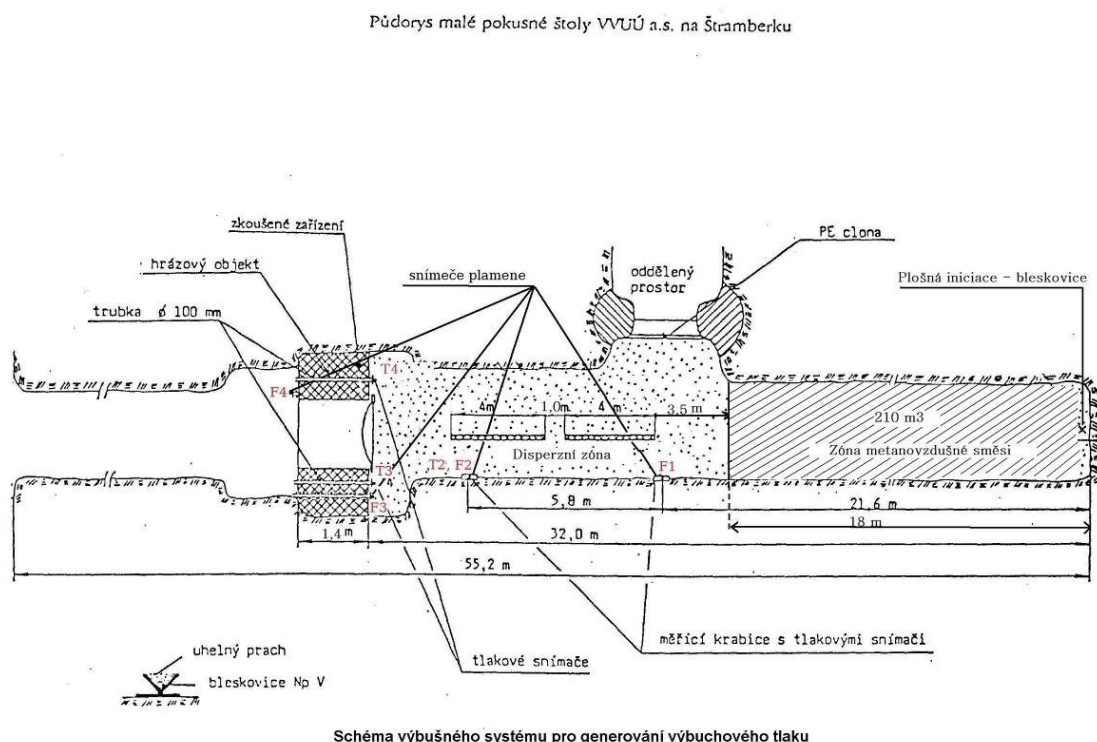 Půdorys malé pokusné štoly VVUÚ a.s. na Štramberku
zkoušené zařízení
hrázový objekt
trubka ϕ 100 mm
snímeče plamene
oddělený
prostor
PE clona
Plošná iniciace - bleskovice
T4
F4
4m
1,0m
4 m
3,5 m
210 m3
Disperzní zóna
Zóna metanovzdušné směsi
T3
T2, F2
F1
F3
5,8 m
21,6 m
18 m
1,4 m
32,0 m
55,2 m
měřící krabice s tlakovými snímači
tlakové snímače
uhelný prach
bleskovice Np V
Schéma výbušného systému pro generování výbuchového tlaku